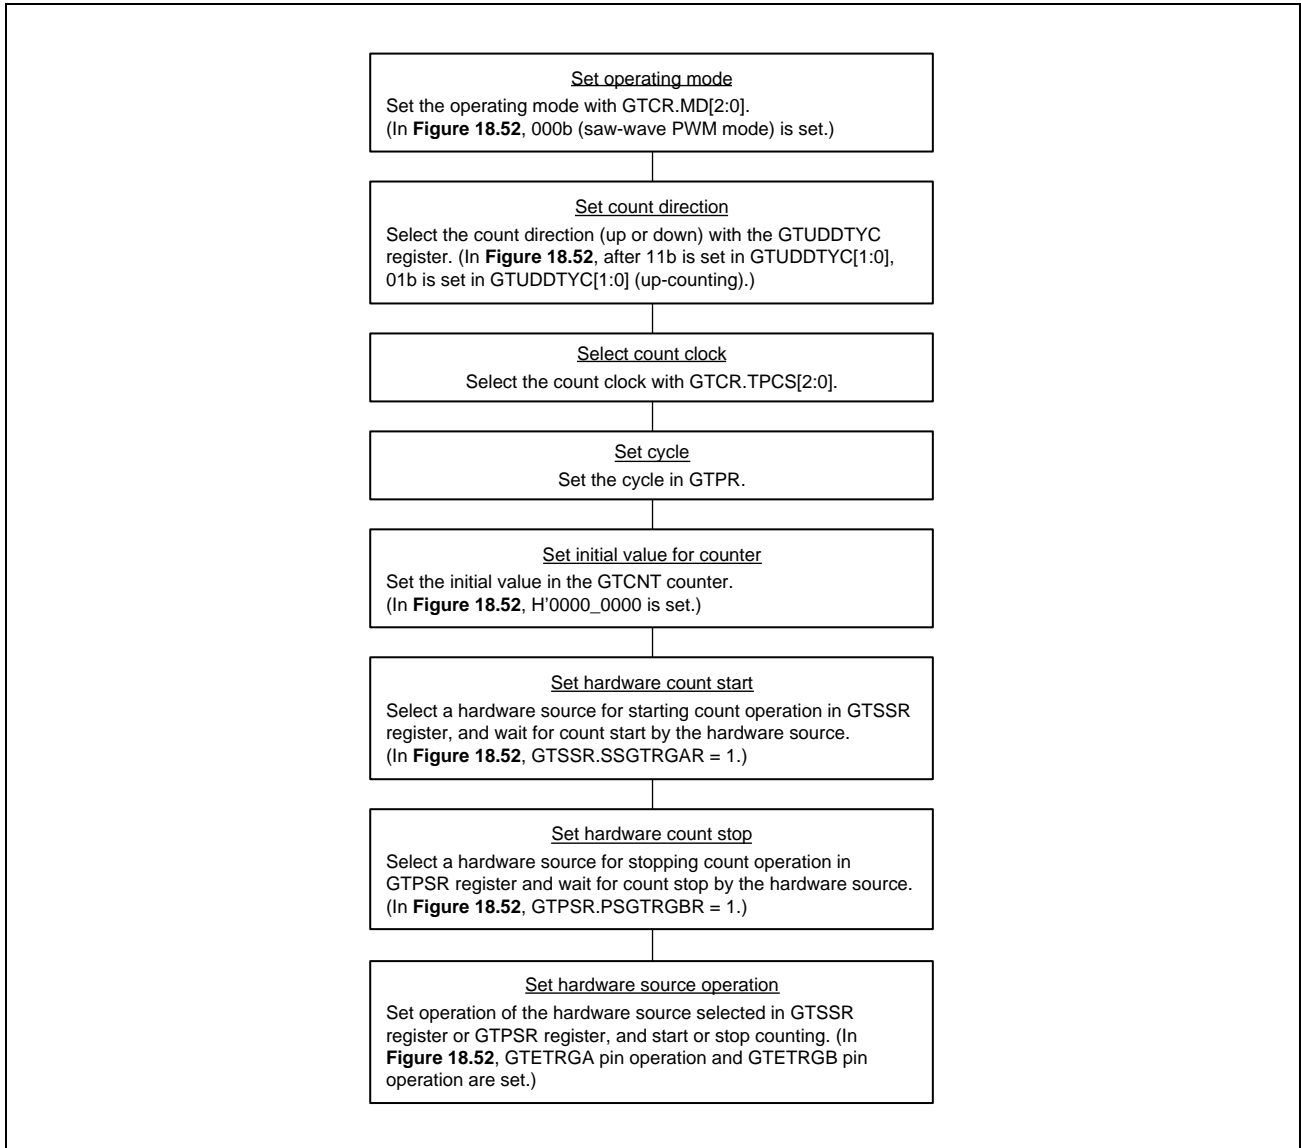 Set operating mode
Set the operating mode with GTCR.MD[2:0].
(In Figure 18.52, 000b (saw-wave PWM mode) is set.)
Set count direction
Select the count direction (up or down) with the GTUDDTYC
register. (In Figure 18.52, after 11b is set in GTUDDTYC[1:0],
01b is set in GTUDDTYC[1:0] (up-counting).)
Select count clock
Select the count clock with GTCR.TPCS[2:0].
Set cycle
Set the cycle in GTPR.
Set initial value for counter
Set the initial value in the GTCNT counter.
(In Figure 18.52, H'0000_0000 is set.)
Set hardware count start
Select a hardware source for starting count operation in GTSSR
register, and wait for count start by the hardware source.
(In Figure 18.52, GTSSR.SSGTRGAR = 1.)
Set hardware count stop
Select a hardware source for stopping count operation in
GTPSR register and wait for count stop by the hardware source.
(In Figure 18.52, GTPSR.PSGTRGBR = 1.)
Set hardware source operation
Set operation of the hardware source selected in GTSSR
register or GTPSR register, and start or stop counting. (In
Figure 18.52, GTETRGA pin operation and GTETRGB pin
operation are set.)